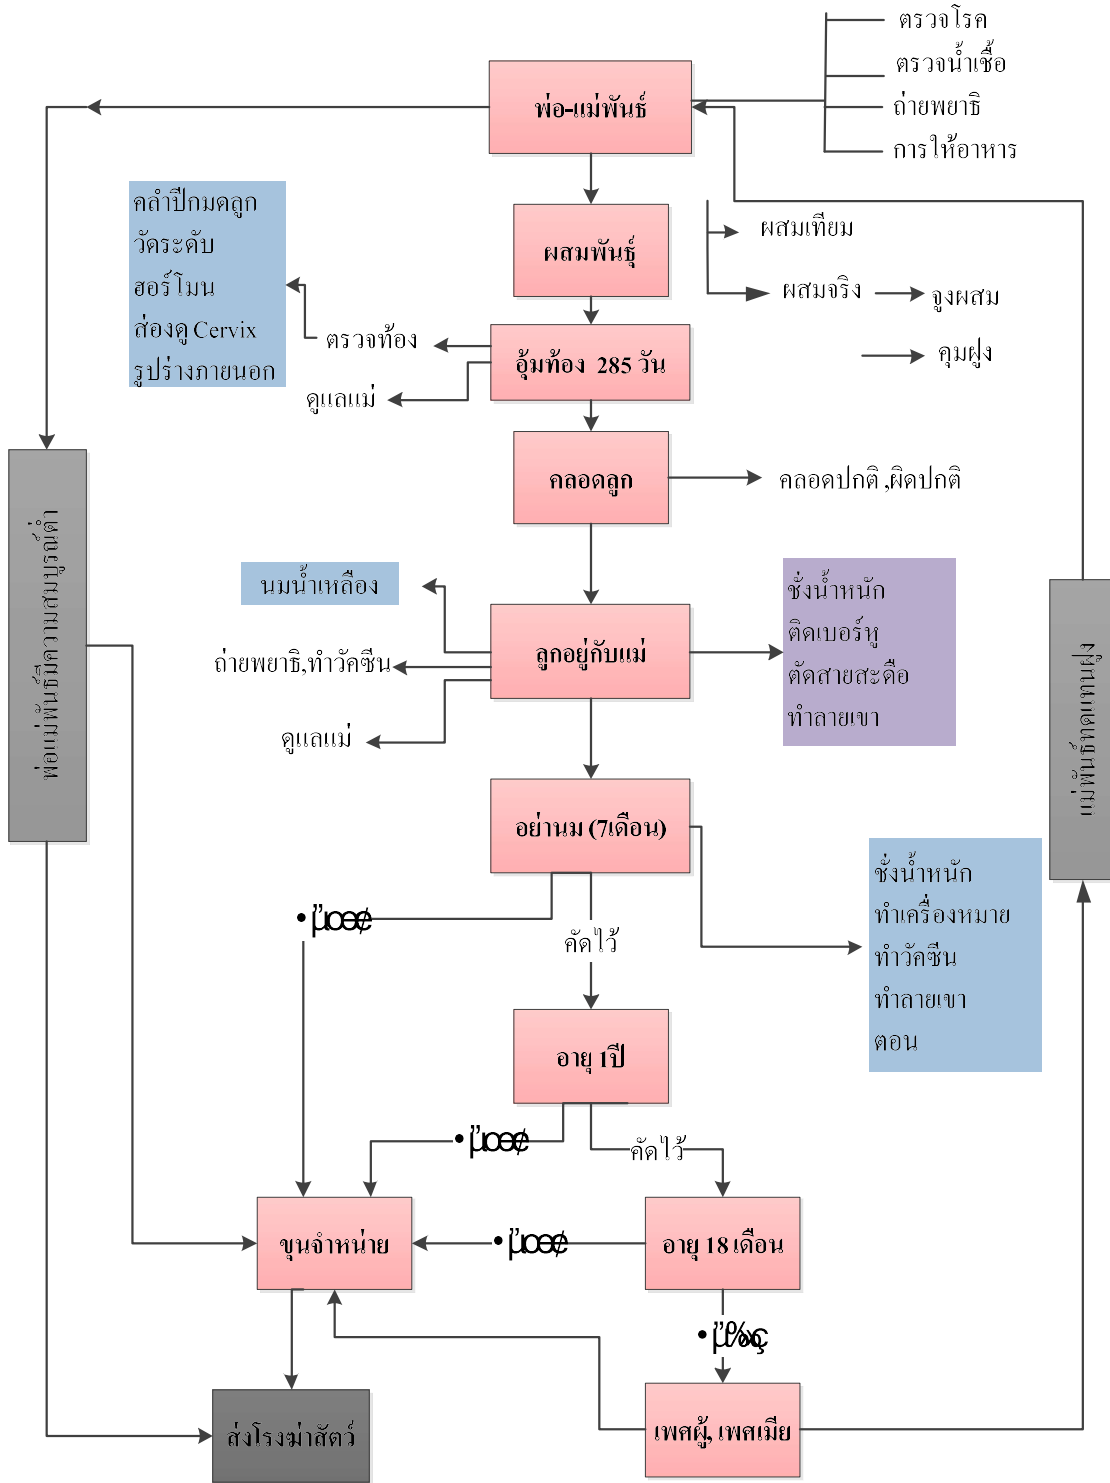 ตรวจโรค
ตรวจน้ำเชื้อ
ถ่ายพยาธิ
การให้อาหาร
พ่อ-แม่พันธ์
คลำปีกมดลูก
วัดระดับ
ฮอร์โมน
ส่องดู Cervix
รูปร่างภายนอก
ผสมพันธุ์
ผสมเทียม
ผสมจริง
จูงผสม
คุมฝูง
ตรวจท้อง
อุ้มท้อง 285 วัน
ดูแลแม่
คลอดลูก
คลอดปกติ ,ผิดปกติ
พ่อแม่พันธ์มีความสมบูรณ์ต่ำ
นมน้ำเหลือง
ถ่ายพยาธิ,ทำวัคซีน
ดูแลแม่
ลูกอยู่กับแม่
ชั่งน้ำหนัก
ติดเบอร์หู
ตัดสายสะดือ
ทำลายเขา
แม่พันธ์ทดแทนฝูง
อย่านม (7เดือน)
ชั่งน้ำหนัก
ทำเครื่องหมาย
ทำวัคซีน
ทำลายเขา
ตอน
คัดไว้
อายุ 1ปี
คัดไว้
ขุนจำหน่าย
อายุ 18 เดือน
ส่งโรงฆ่าสัตว์
เพศผู้, เพศเมีย